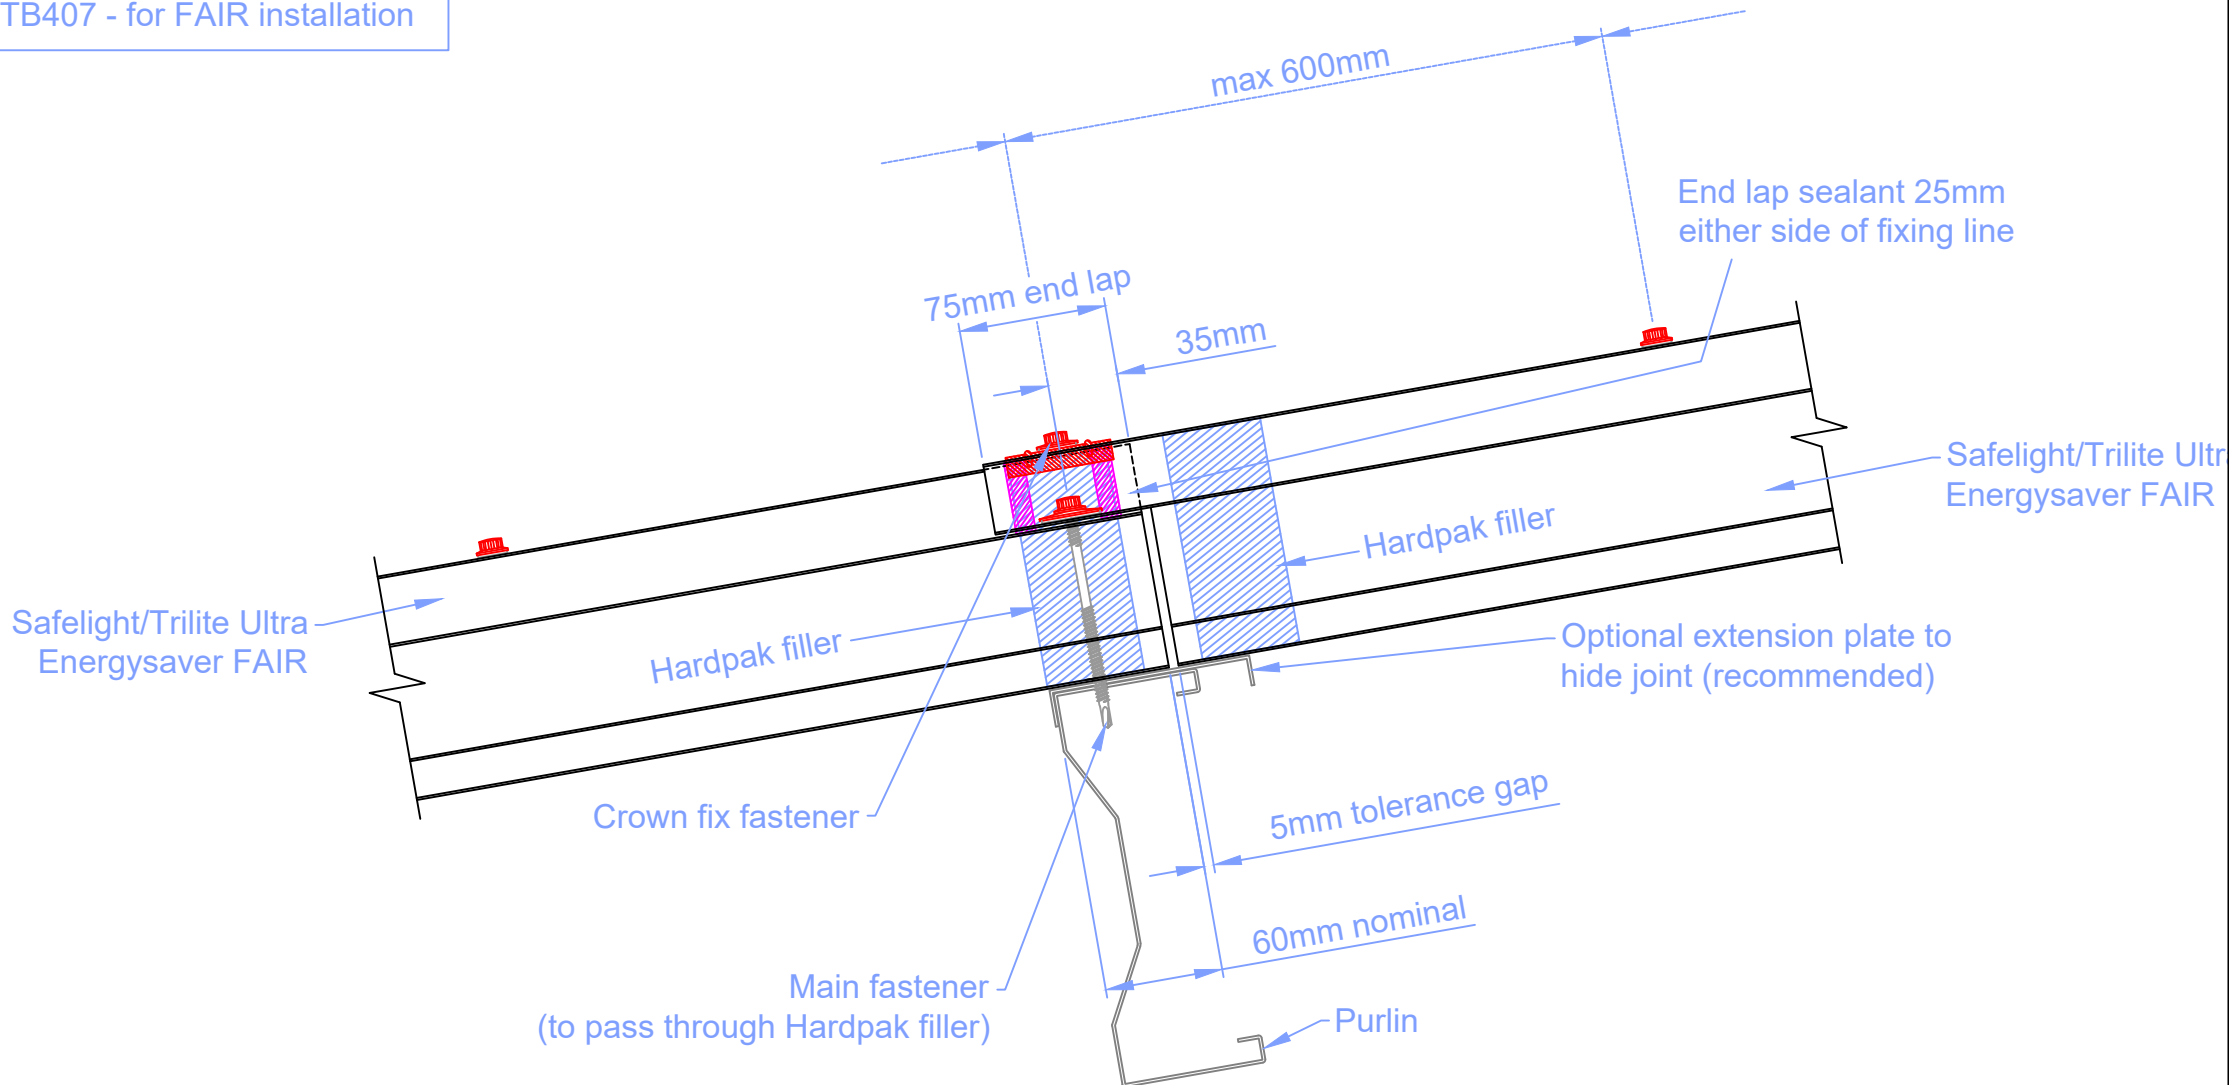 TB407 - for FAIR installation
max 600mm
End lap sealant 25mm
either side of fixing line
75mm end lap
35mm
Safelight/Trilite Ultra
Energysaver FAIR
Hardpak filler
Safelight/Trilite Ultra
Energysaver FAIR
Hardpak filler
Optional extension plate to
hide joint (recommended)
Crown fix fastener
5mm tolerance gap
60mm nominal
Main fastener
(to pass through Hardpak filler)
Purlin